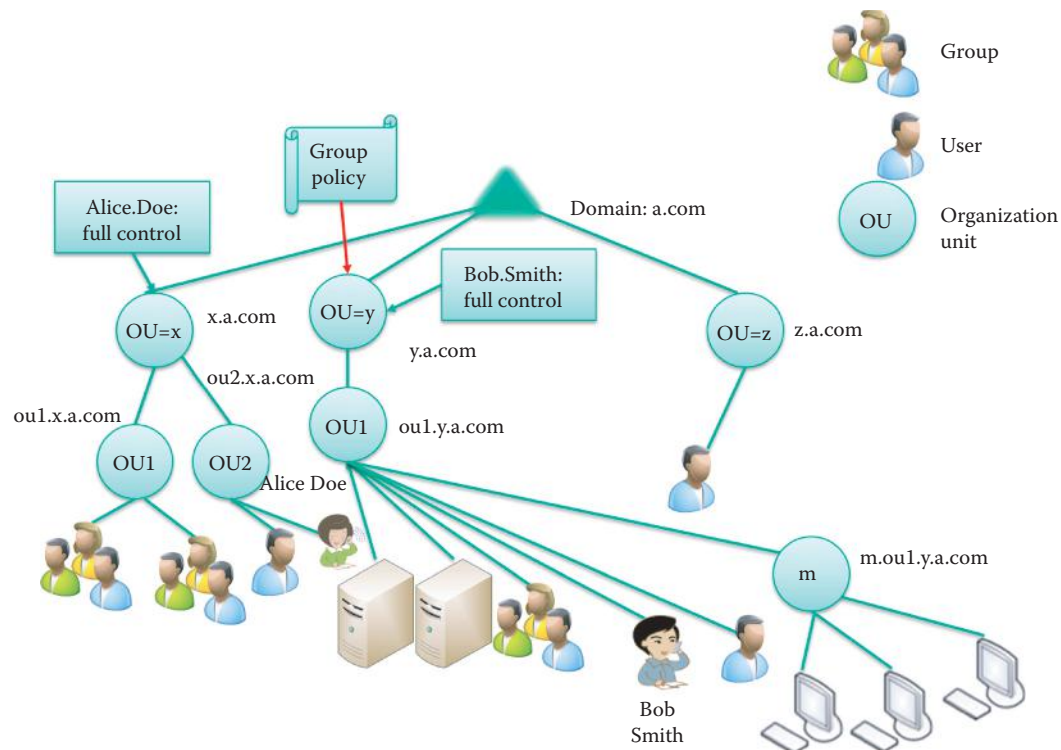 Group
User
OU
Organization
unit
Group
policy
Alice.Doe:
full control
Domain: a.com
Bob.Smith:
full control
OU=x
x.a.com
OU=y
y.a.com
OU=z
z.a.com
ou2.x.a.com
ou1.x.a.com
OU1
OU2
OU1
ou1.y.a.com
Alice Doe
m
m.ou1.y.a.com
Bob
Smith